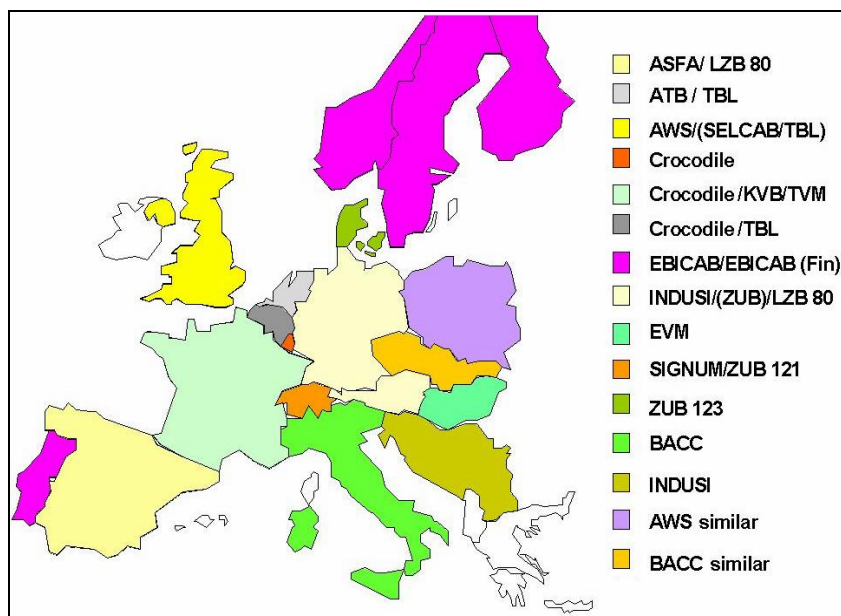 ASFA/ LZB 80
ATB / TBL
AWS/(SELCAB/TBL)
Crocodile
Crocodile/KVB/TVM
Crocodile/TBL
EBICAB/EBICAB (Fin)
INDUSI/(ZUB)/LZB 80
EVM
SIGNUM/ZUB 121
ZUB 123
BACC
INDUSI
AWS similar
BACC similar